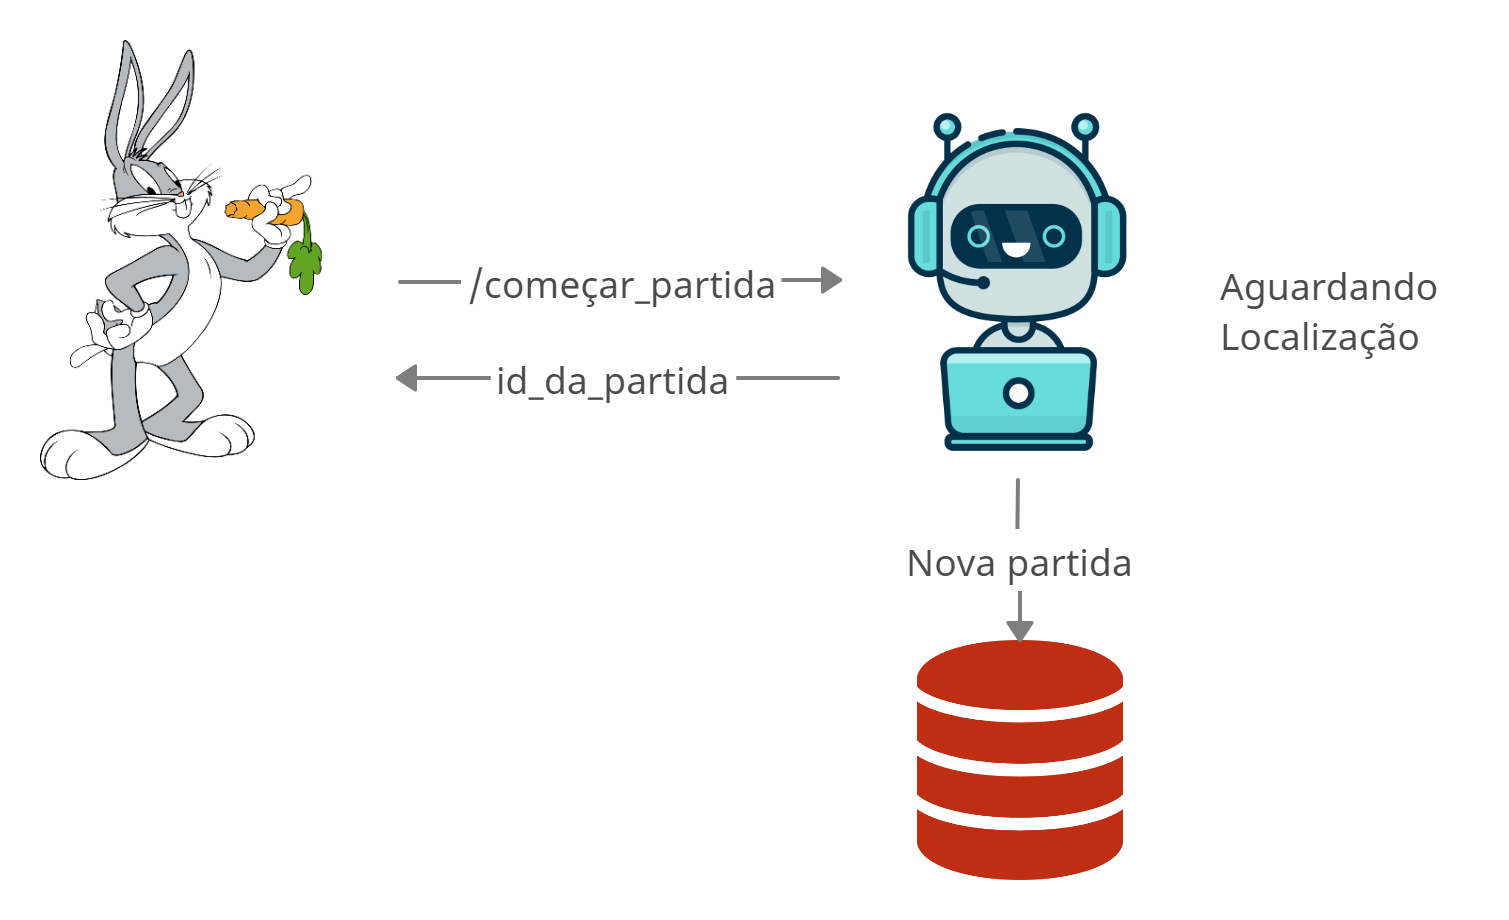 /começar_partida
Aguardando
Localização
id_da_partida
Nova partida